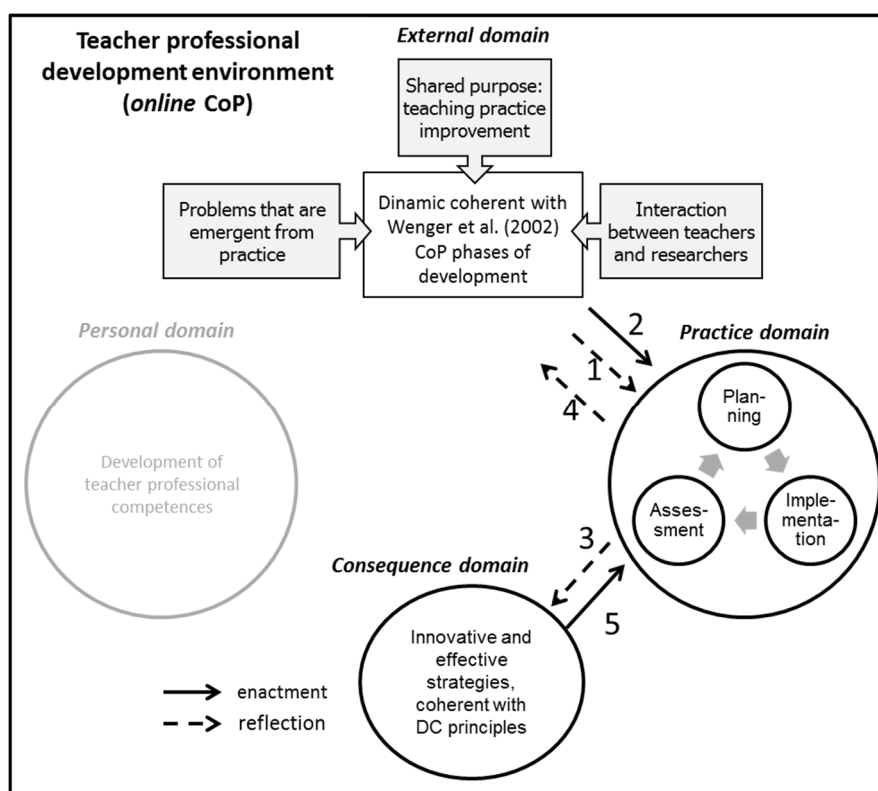 Teacher professional
development environment
(online CoP)
External domain
Shared purpose:
teaching practice
improvement
Problems that are
emergent from
practice
Dinamic coherent with
Wenger et al. (2002)
CoP phases of
development
Interaction
between teachers
and researchers
Personal domain
Development of
teacher professional
competences
2
1
4
Practice domain
Plan-
ning
Asses-
sment
Imple-
menta-
tion
3
5
Consequence domain
Innovative and
effective
strategies,
coherent with
DC principles
enactment
reflection